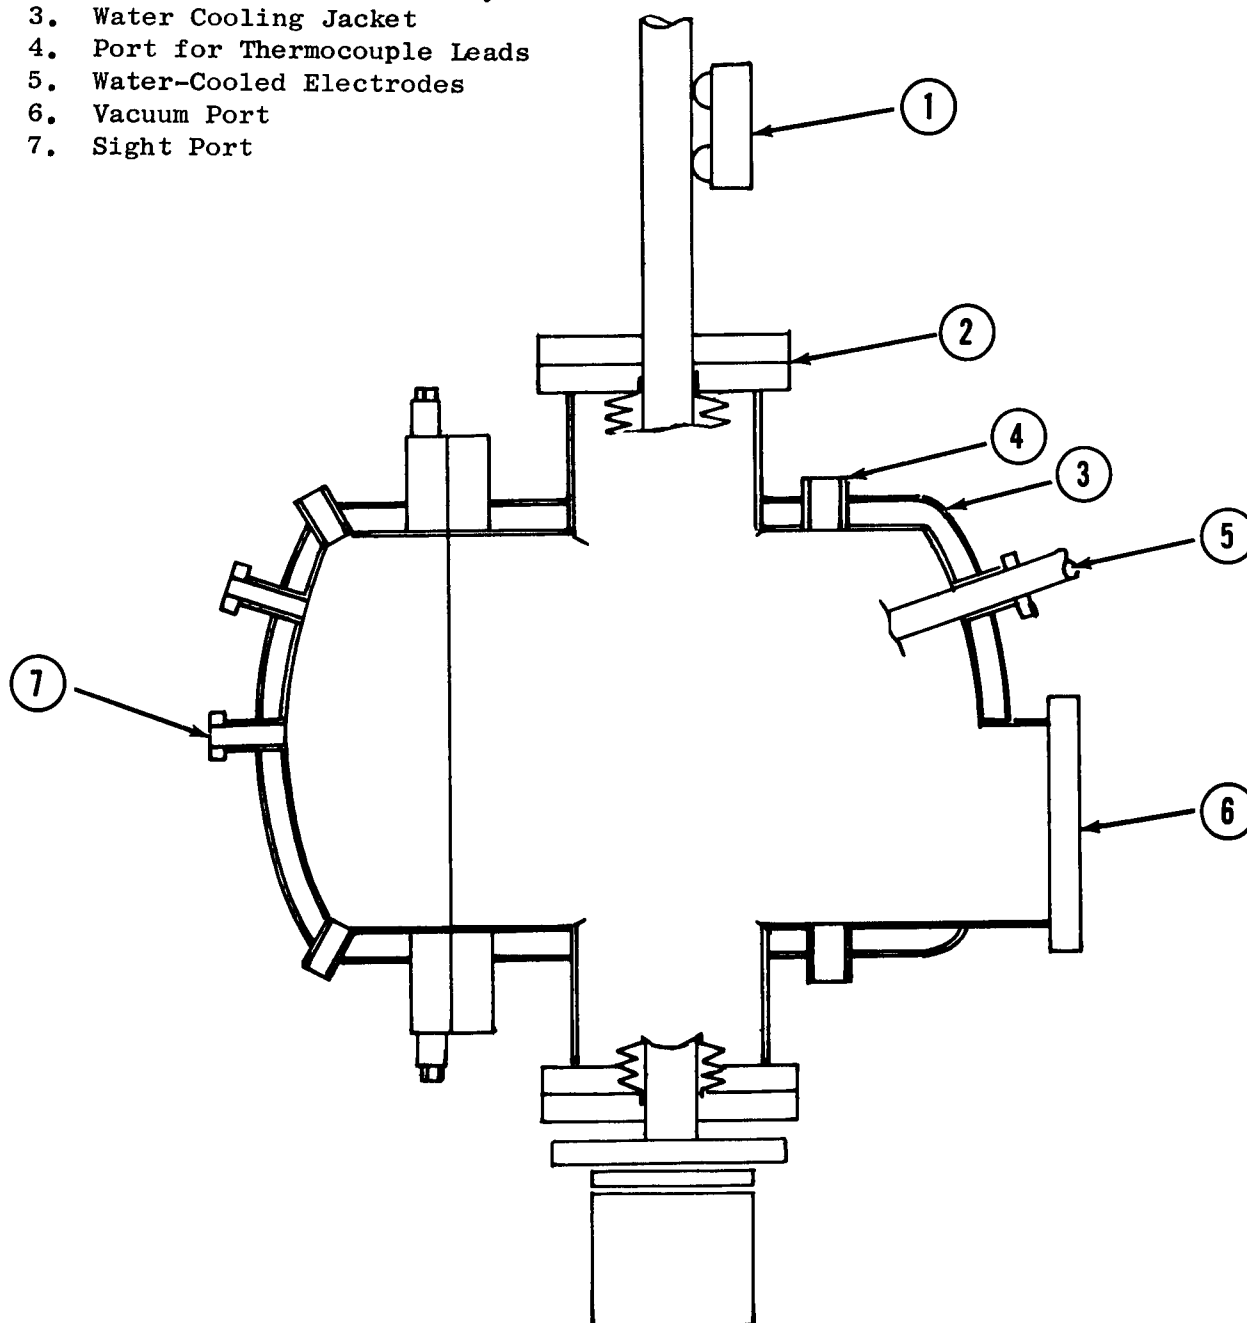 3. Water Cooling Jacket
4. Port for Thermocouple Leads
5. Water-Cooled Electrodes
6. Vacuum Port
7. Sight Port
1
2
4
3
5
7
6